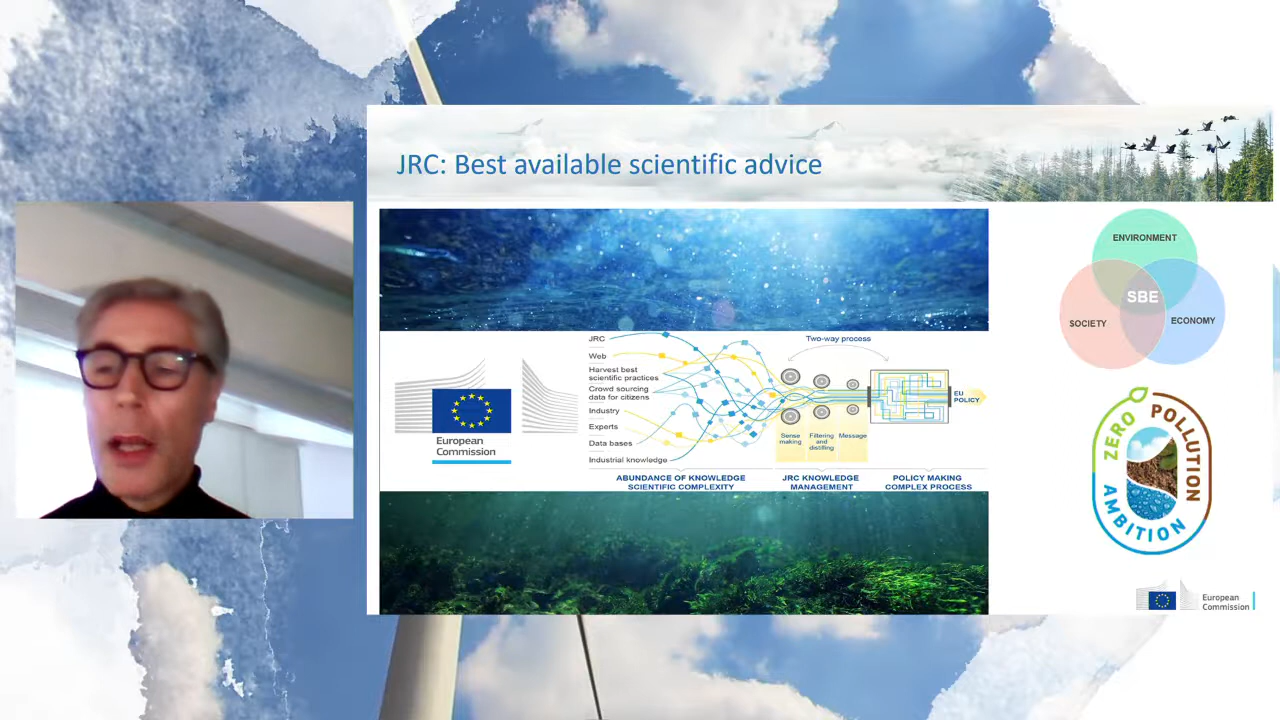 JRC: Best available scientific advice
European
Commission
JRC
Web
Harvest best
scientific practices
Crowd sourcing
data for citizens
Industry
Experts
Data bases
Industrial knowledge
Two-way process
Sense
making
Filtering
and
distilling
Message
EU
POLICY
ABUNDANCE OF KNOWLEDGE
SCIENTIFIC COMPLEXITY
JRC KNOWLEDGE
MANAGEMENT
POLICY MAKING
COMPLEX PROCESS
ENVIRONMENT
SBE
SOCIETY
ECONOMY
ZERO POLLUTION
AMBITION
European
Commission